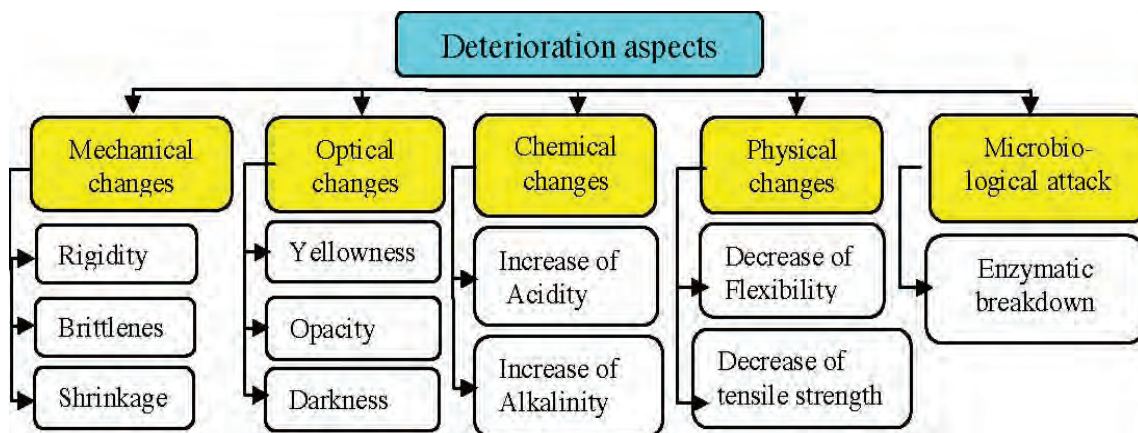 Deterioration aspects
Mechanical
changes
Optical
changes
Chemical
changes
Physical
changes
Microbio-
logical attack
Rigidity
Brittlenes
Shrinkage
Yellowness
Opacity
Darkness
Increase of
Acidity
Increase of
Alkalinity
Decrease of
Flexibility
Decrease of
tensile strength
Enzymatic
breakdown